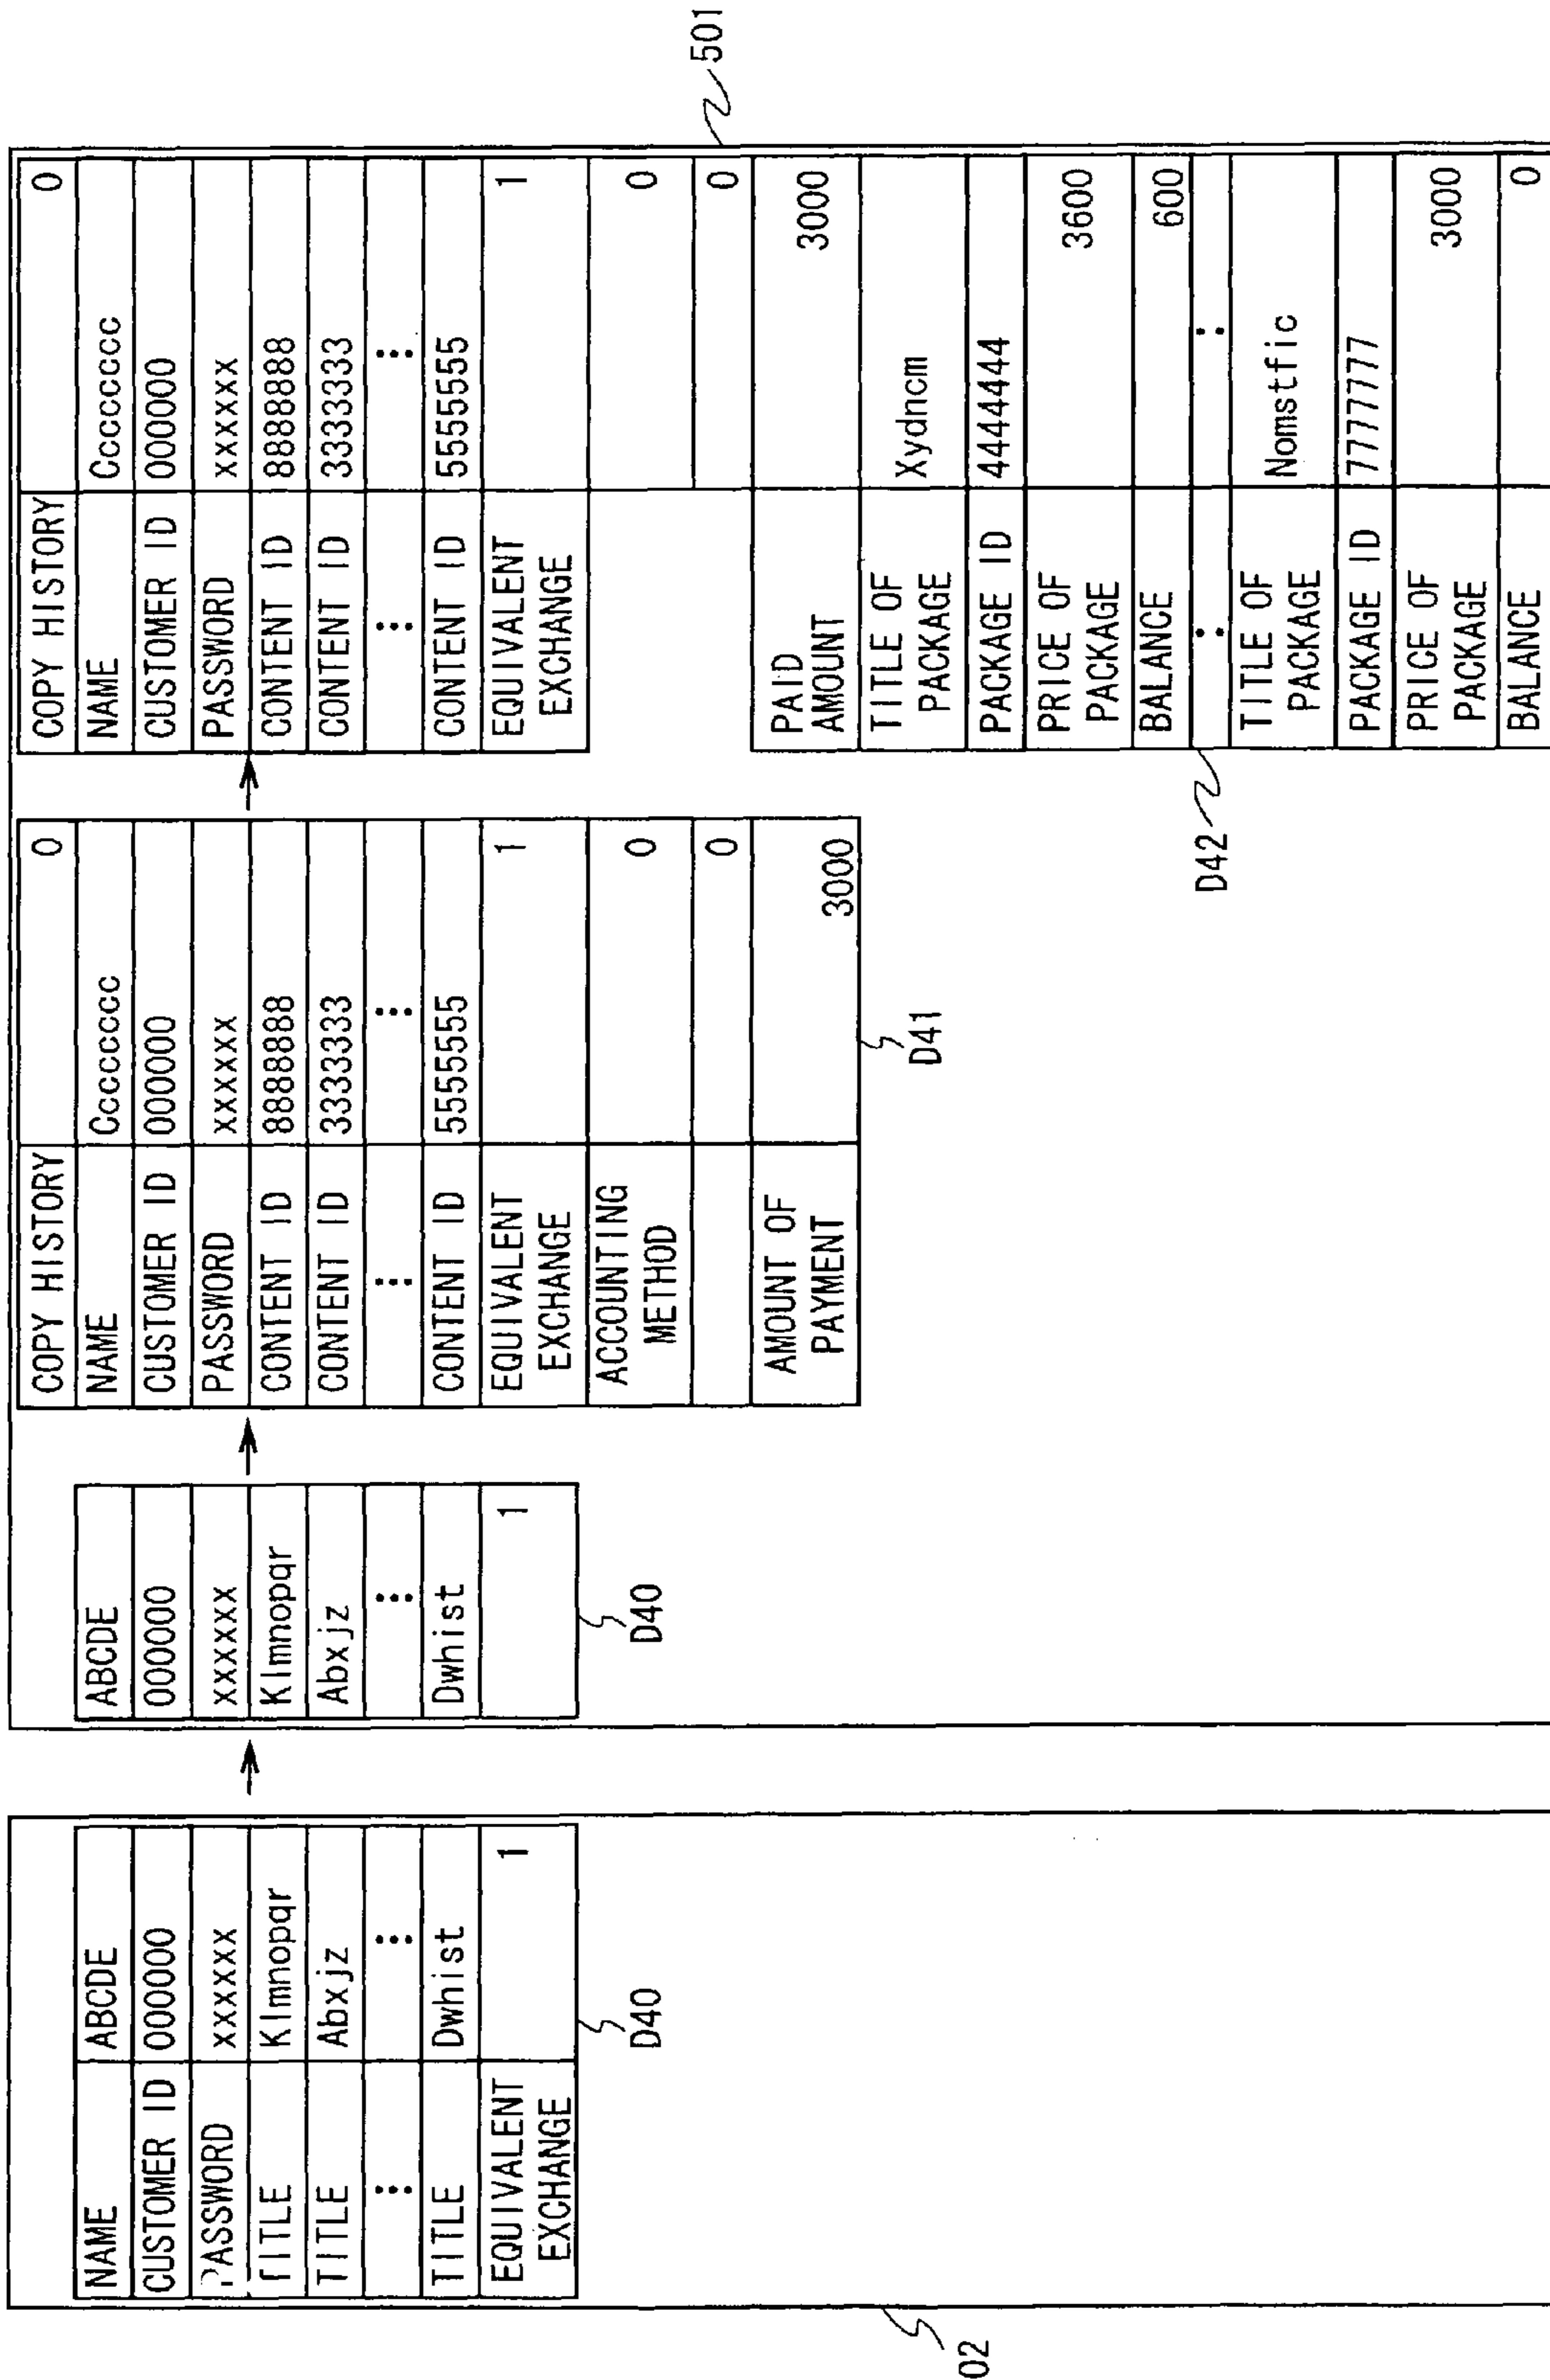 NAME ABCDE
CUSTOMER ID 000000
PASSWORD xxxxxx
TITLE Klmnopqr
TITLE Abxjz
... ...
TITLE Dwhist
EQUIVALENT 1
EXCHANGE
D40
02
ABCDE
000000
xxxxxx
Klmnopqr
Abxjz
...
Dwhist
1
D40
COPY HISTORY 0
NAME Ccccccc
CUSTOMER ID 000000
PASSWORD xxxxxx
CONTENT ID 8888888
CONTENT ID 3333333
... ...
CONTENT ID 5555555
EQUIVALENT 1
EXCHANGE
ACCOUNTING 0
METHOD
0
AMOUNT OF 3000
PAYMENT
D41
COPY HISTORY 0
NAME Ccccccc
CUSTOMER ID 000000
PASSWORD xxxxxx
CONTENT ID 8888888
CONTENT ID 3333333
... ...
CONTENT ID 5555555
EQUIVALENT 1
EXCHANGE
0
0
501
PAID 3000
AMOUNT
TITLE OF Xydncm
PACKAGE
PACKAGE ID 4444444
PRICE OF 3600
PACKAGE
BALANCE 600
: :
D42
TITLE OF Nomstfic
PACKAGE
PACKAGE ID 7777777
PRICE OF 3000
PACKAGE
BALANCE 0